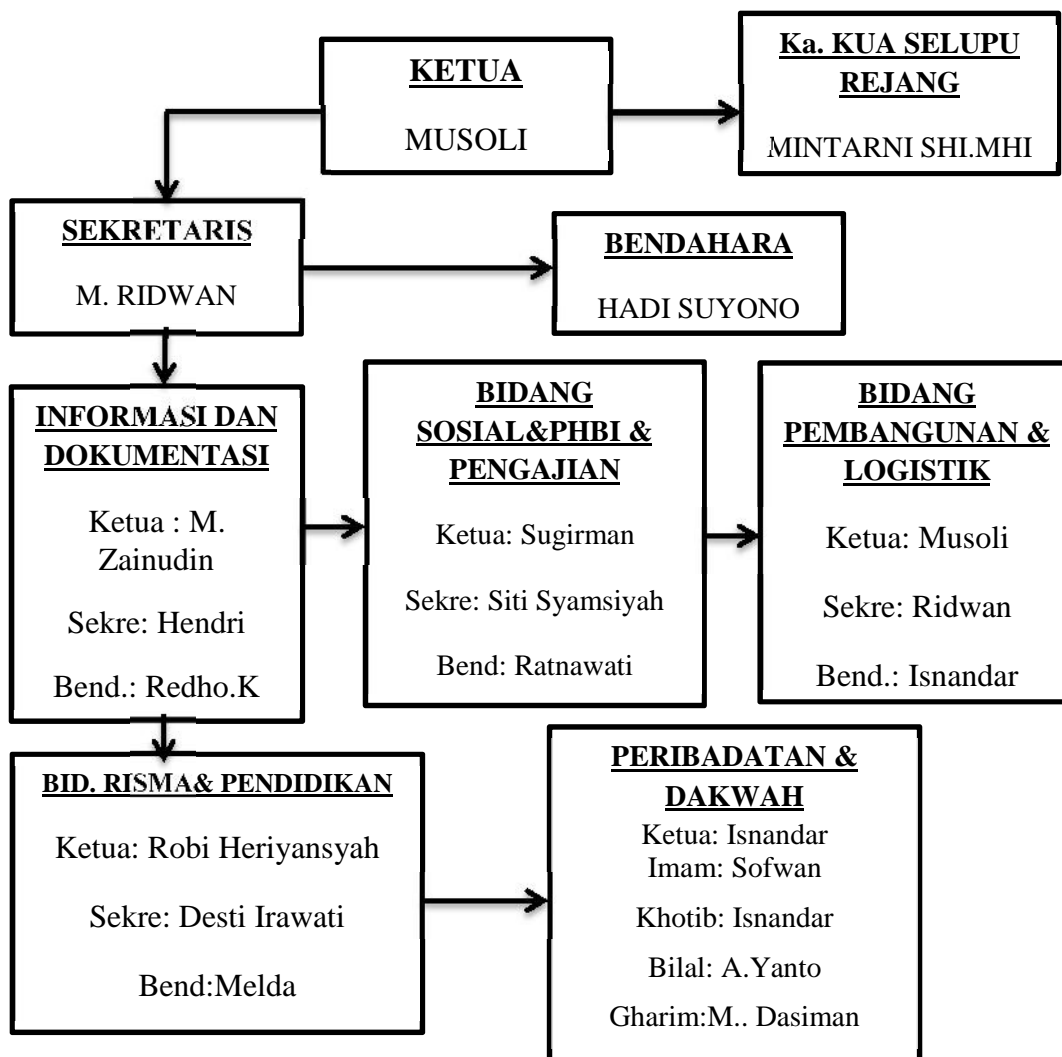 KETUA
MUSOLI
Ka. KUA SELUPU
REJANG
MINTARNI SHI.MHI
SEKRETARIS
M. RIDWAN
BENDAHARA
HADI SUYONO
INFORMASI DAN
DOKUMENTASI
Ketua : M.
Zainudin
Sekre: Hendri
Bend.: Redho.K
BIDANG
SOSIAL&PHBI &
PENGAJIAN
Ketua: Sugirman
Sekre: Siti Syamsiyah
Bend: Ratnawati
BIDANG
PEMBANGUNAN &
LOGISTIK
Ketua: Musoli
Sekre: Ridwan
Bend.: Isnandar
BID. RISMA& PENDIDIKAN
Ketua: Robi Heriyansyah
Sekre: Desti Irawati
Bend:Melda
PERIBADATAN &
DAKWAH
Ketua: Isnandar
Imam: Sofwan
Khotib: Isnandar
Bilal: A.Yanto
Gharim:M.. Dasiman